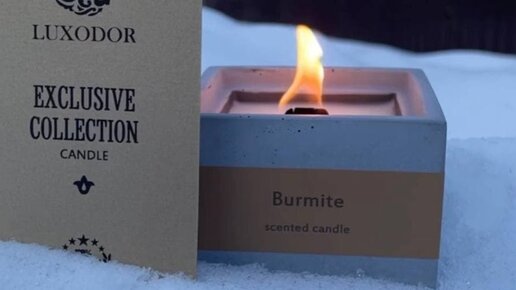 LUXODOR
EXCLUSIVE
COLLECTION
CANDLE
Burmite
scented candle